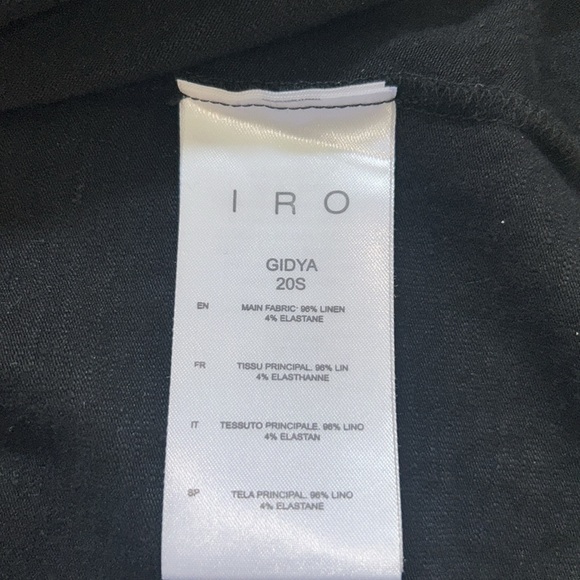 IRO
GIDYA
20S
EN MAIN FABRIC: 96% LINEN
4% ELASTANE
FR TISSU PRINCIPAL. 96% LIN
4% ELASTHANNE
IT TESSUTO PRINCIPALE. 96% LINO
4% ELASTAN
SP TELA PRINCIPAL. 96% LINO
4% ELASTANE